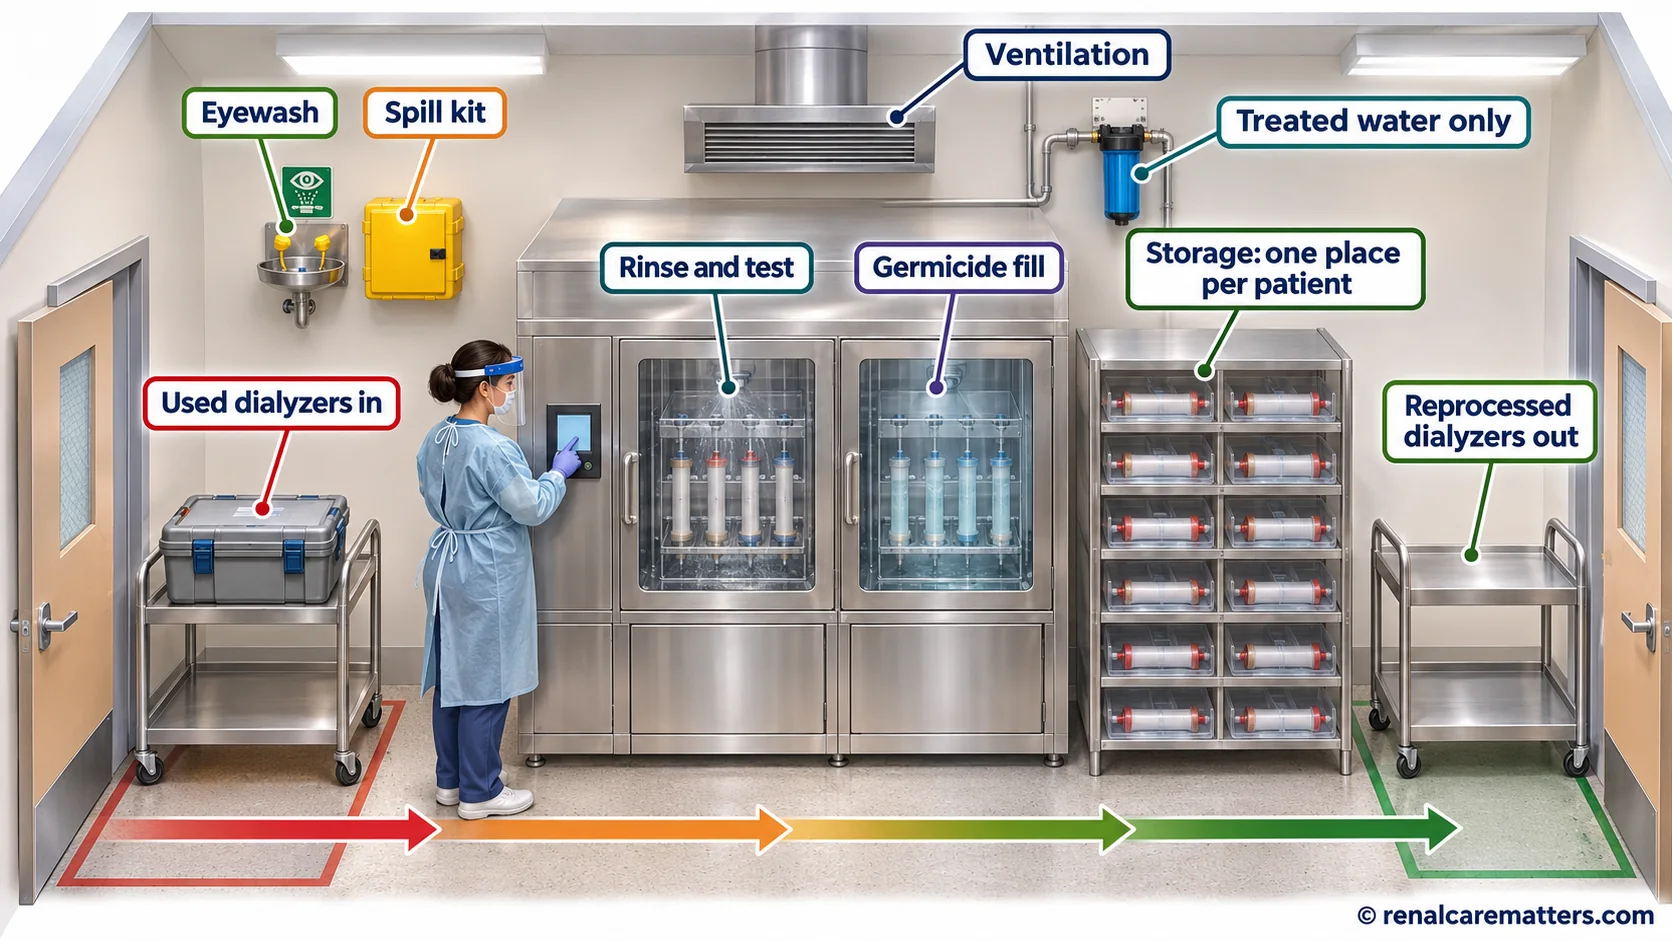 Ventilation
Eyewash
Spill kit
Treated water only
Rinse and test
Germicide fill
Storage: one place
per patient
Used dialyzers in
Reprocessed
dialyzers out
© renalcarematters.com